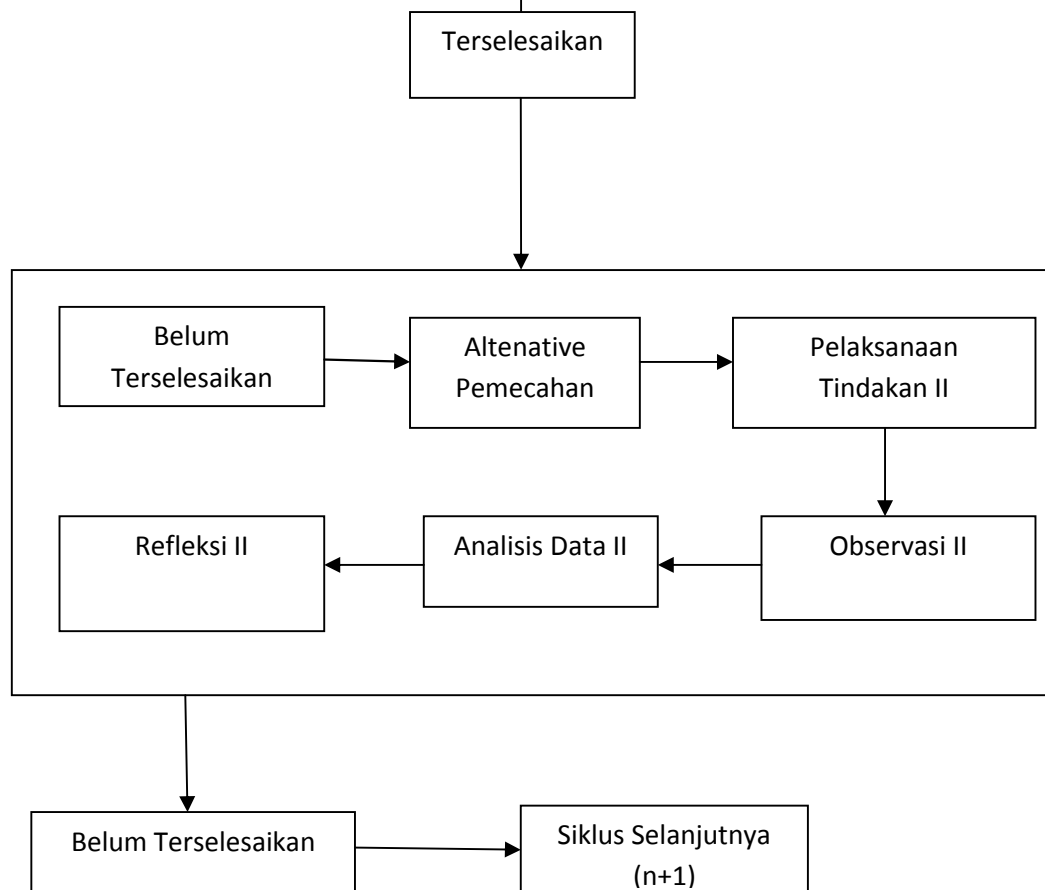 Terselesaikan
Belum
Terselesaikan
Altenative
Pemecahan
Pelaksanaan
Tindakan II
Refleksi II
Analisis Data II
Observasi II
Belum Terselesaikan
Siklus Selanjutnya
(n+1)